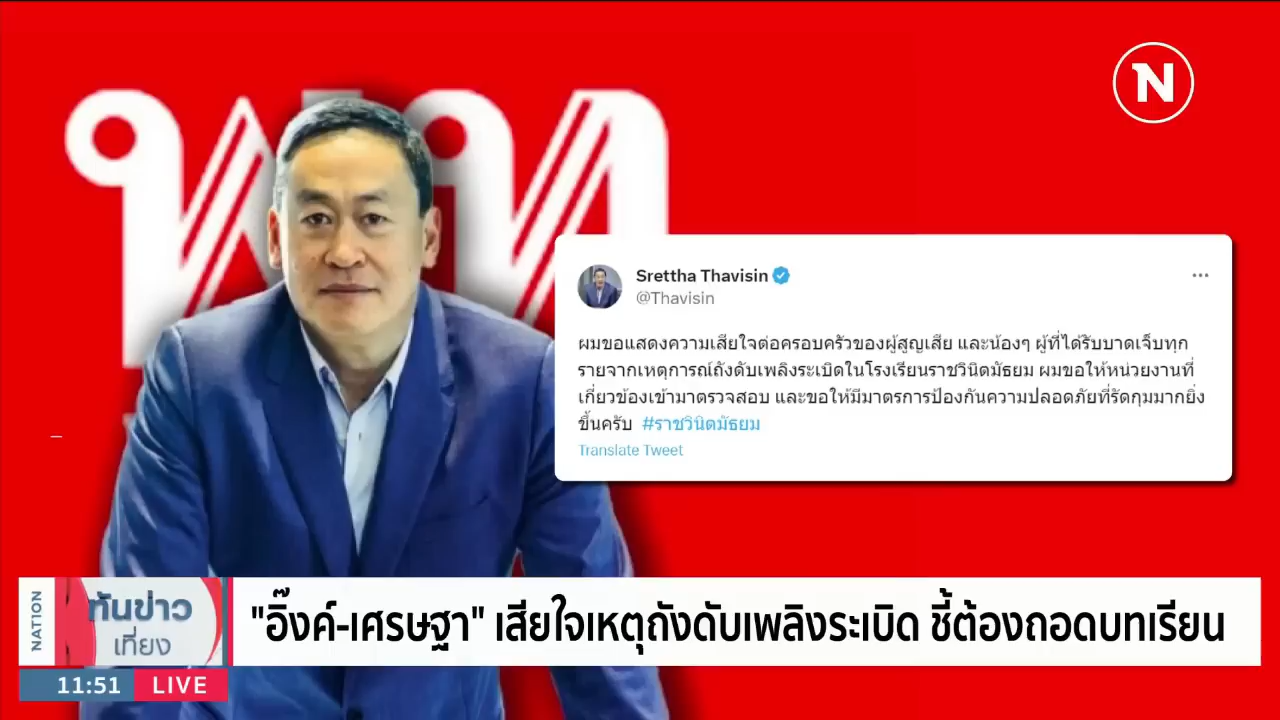 พท
N
Srettha Thavisin
@Thavisin
ผมขอแสดงความเสียใจต่อครอบครัวของผู้สูญเสีย และน้องๆ ผู้ที่ได้รับบาดเจ็บทุก
รายจากเหตุการณ์ถังดับเพลิงระเบิดในโรงเรียนราชวินิตมัธยม ผมขอให้หน่วยงานที่
เกี่ยวข้องเข้ามาตรวจสอบ และขอให้มีมาตรการป้องกันความปลอดภัยที่รัดกุมมากยิ่ง
ขึ้นครับ #ราชวินิตมัธยม
Translate Tweet
NATION
ทันข่าว
เที่ยง
"อิ๊งค์-เศรษฐา" เสียใจเหตุถังดับเพลิงระเบิด ชี้ต้องถอดบทเรียน
11:51 LIVE